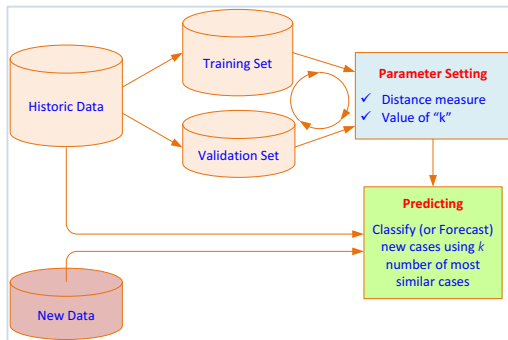 Training Set
Historic Data
Validation Set
Parameter Setting
✓ Distance measure
✓ Value of “k”
Predicting
Classify (or Forecast)
new cases using k
number of most
similar cases
New Data